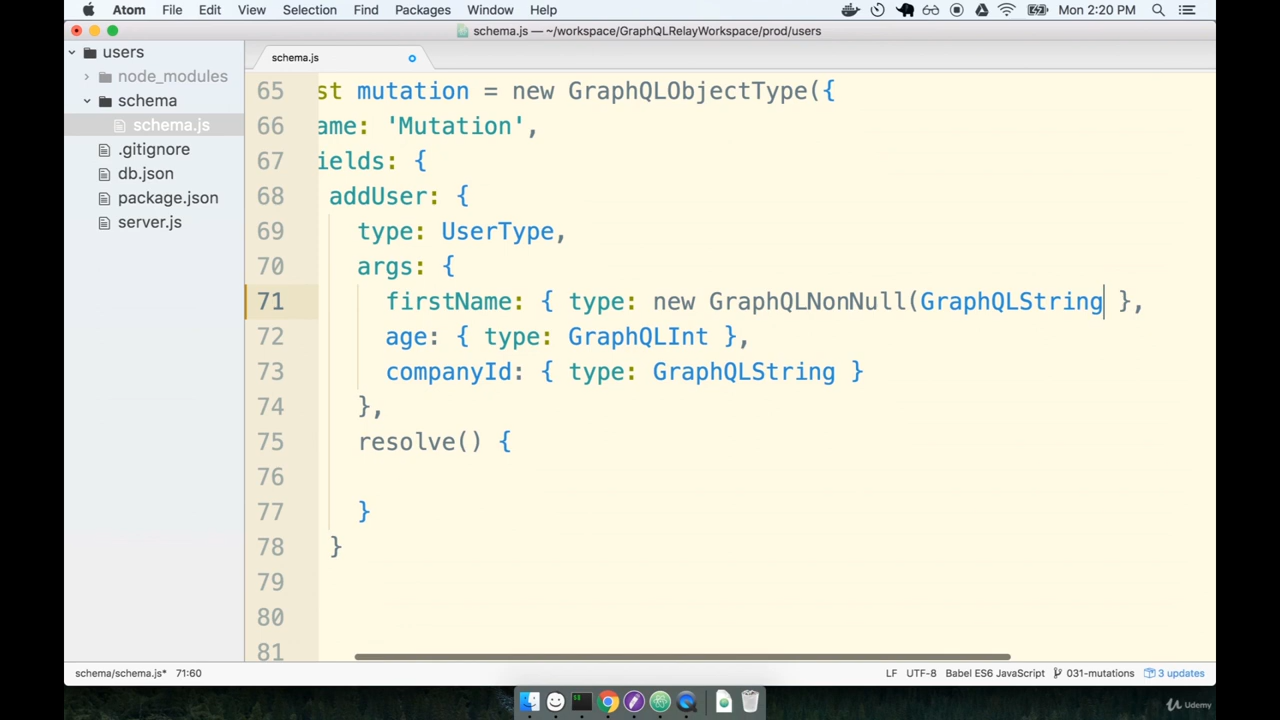 Atom File Edit View Selection Find Packages Window Help Mon 2:20 PM
schema.js — ~/workspace/GraphQLRelayWorkspace/prod/users
users
node_modules
schema
schema.js
.gitignore
db.json
package.json
server.js
schema.js
65 st mutation = new GraphQLObjectType({
66 ame: 'Mutation',
67 ields: {
68 addUser: {
69 type: UserType,
70 args: {
71 firstName: { type: new GraphQLNonNull(GraphQLString },
72 age: { type: GraphQLInt },
73 companyId: { type: GraphQLString }
74 },
75 resolve() {
76
77 }
78 }
79
80
81
schema/schema.js* 71:60 LF UTF-8 Babel ES6 JavaScript 031-mutations 3 updates
Udemy